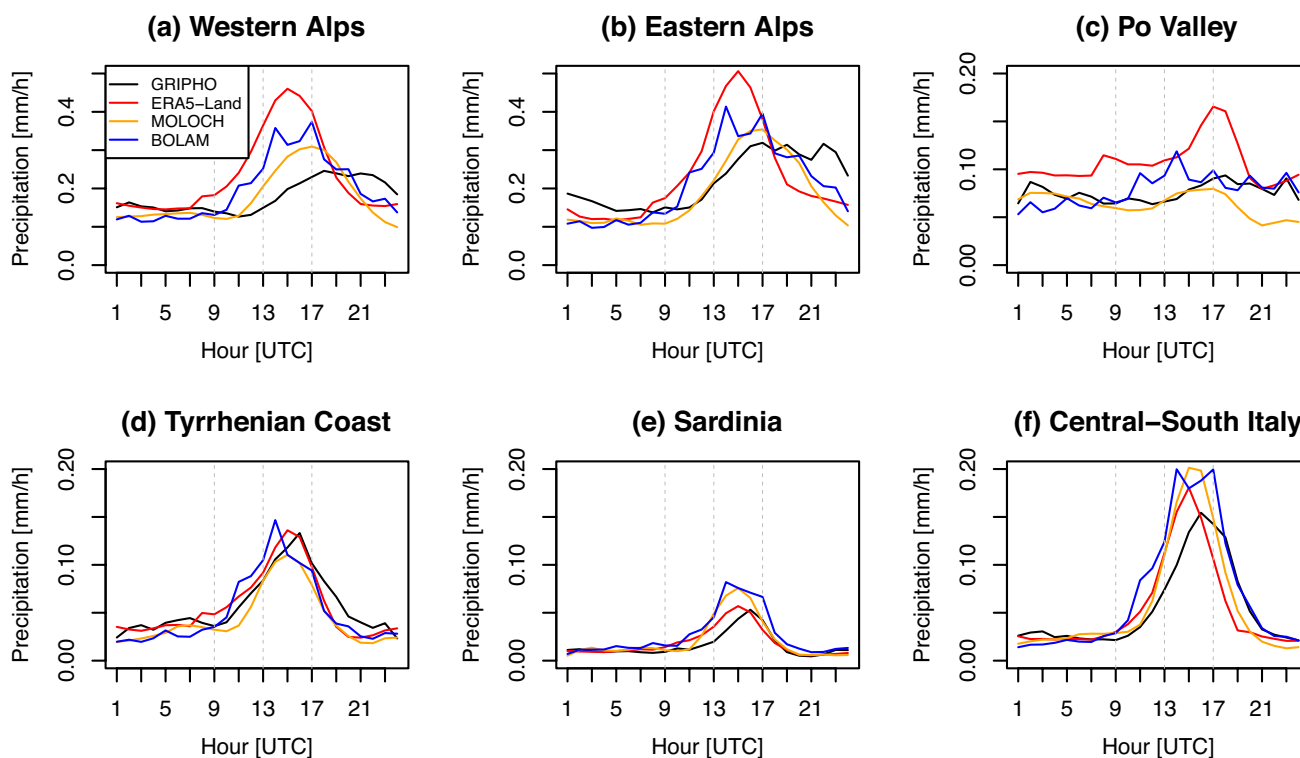 (a) Western Alps
Precipitation [mm/h]
0.0 0.2 0.4
GRIPHO
ERA5−Land
MOLOCH
BOLAM
1 5 9 13 17 21
Hour [UTC]
(b) Eastern Alps
Precipitation [mm/h]
0.0 0.2 0.4
1 5 9 13 17 21
Hour [UTC]
(c) Po Valley
Precipitation [mm/h]
0.00 0.10 0.20
1 5 9 13 17 21
Hour [UTC]
(d) Tyrrhenian Coast
Precipitation [mm/h]
0.00 0.10 0.20
1 5 9 13 17 21
Hour [UTC]
(e) Sardinia
Precipitation [mm/h]
0.00 0.10 0.20
1 5 9 13 17 21
Hour [UTC]
(f) Central−South Italy
Precipitation [mm/h]
0.00 0.10 0.20
1 5 9 13 17 21
Hour [UTC]